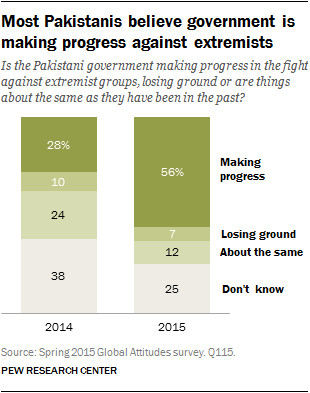 Most Pakistanis believe government is
making progress against extremists
Is the Pakistani government making progress in the fight
against extremist groups, losing ground or are things
about the same as they have been in the past?
28%
10
24
38
56%
7
12
25
Making
progress
Losing ground
About the same
Don't know
2014
2015
Source: Spring 2015 Global Attitudes survey. Q115.
PEW RESEARCH CENTER